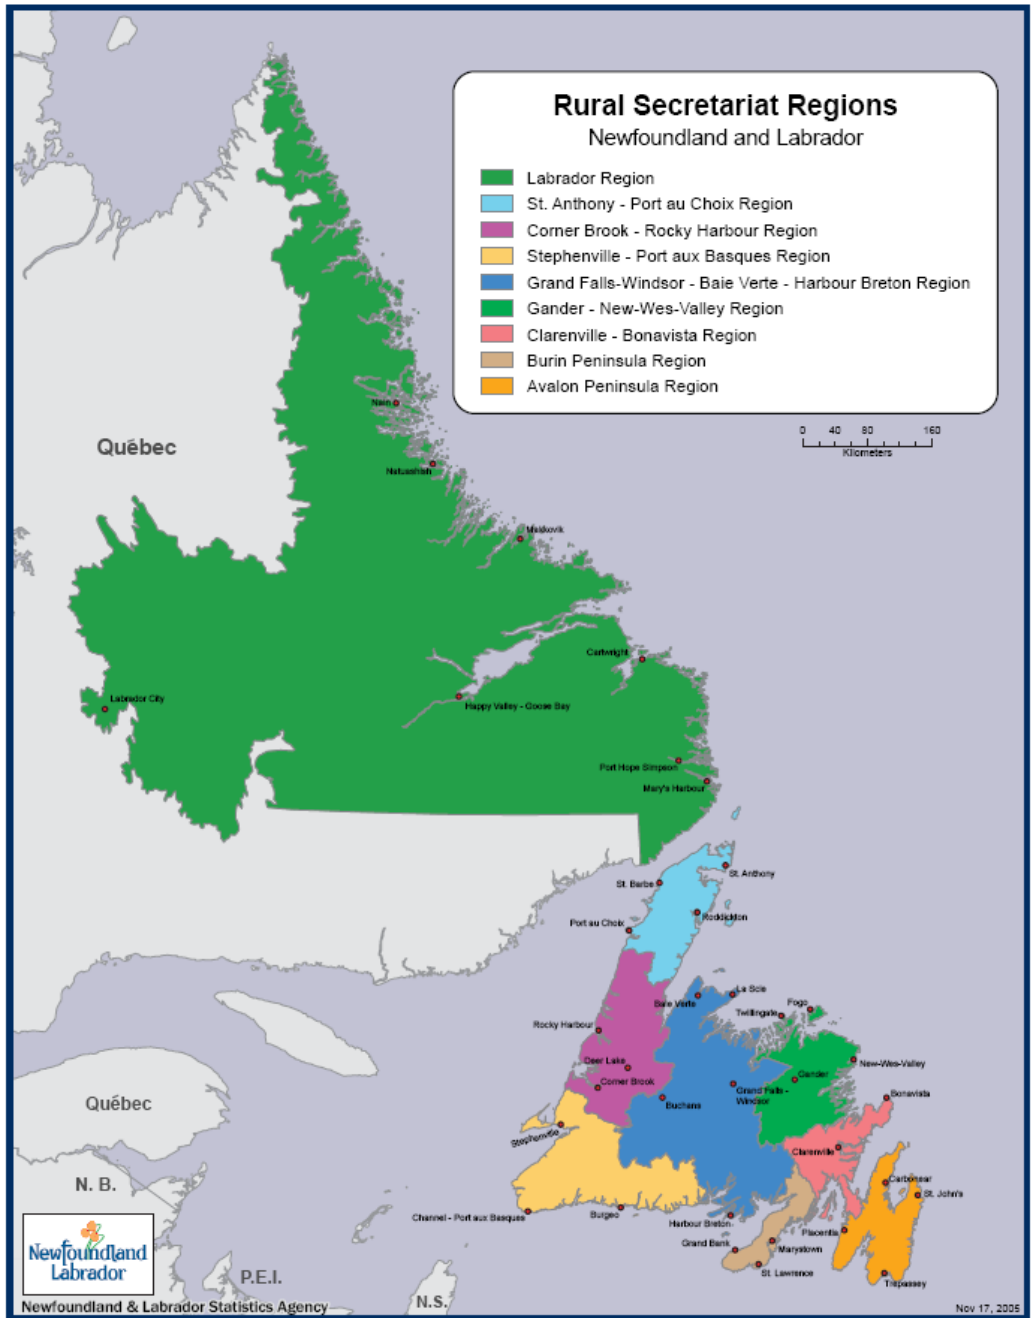 Rural Secretariat Regions
Newfoundland and Labrador
Labrador Region
St. Anthony - Port au Choix Region
Corner Brook - Rocky Harbour Region
Stephenville - Port aux Basques Region
Grand Falls-Windsor - Baie Verte - Harbour Breton Region
Gander - New-Wes-Valley Region
Clarenville - Bonavista Region
Burin Peninsula Region
Avalon Peninsula Region
0 40 80 160
Kilometers
Nain
Québec
Natuashish
Makkovik
Cartwright
Labrador City
Happy Valley - Goose Bay
Port Hope Simpson
Mary's Harbour
St. Anthony
St. Barbe
Roddickton
Port au Choix
La Scie
Baie Verte
Fogo
Twillingate
Rocky Harbour
Deer Lake
New-Wes-Valley
Gander
Corner Brook
Grand Falls -
Windsor
Buchans
Bonavista
Québec
Stephenville
Clarenville
Carbonear
St. John's
N. B.
Channel - Port aux Basques
Burgeo
Harbour Breton
Placentia
Grand Bank
Marystown
St. Lawrence
Trepassey
Newfoundland
Labrador
P.E.I.
N.S.
Newfoundland & Labrador Statistics Agency
Nov 17, 2005